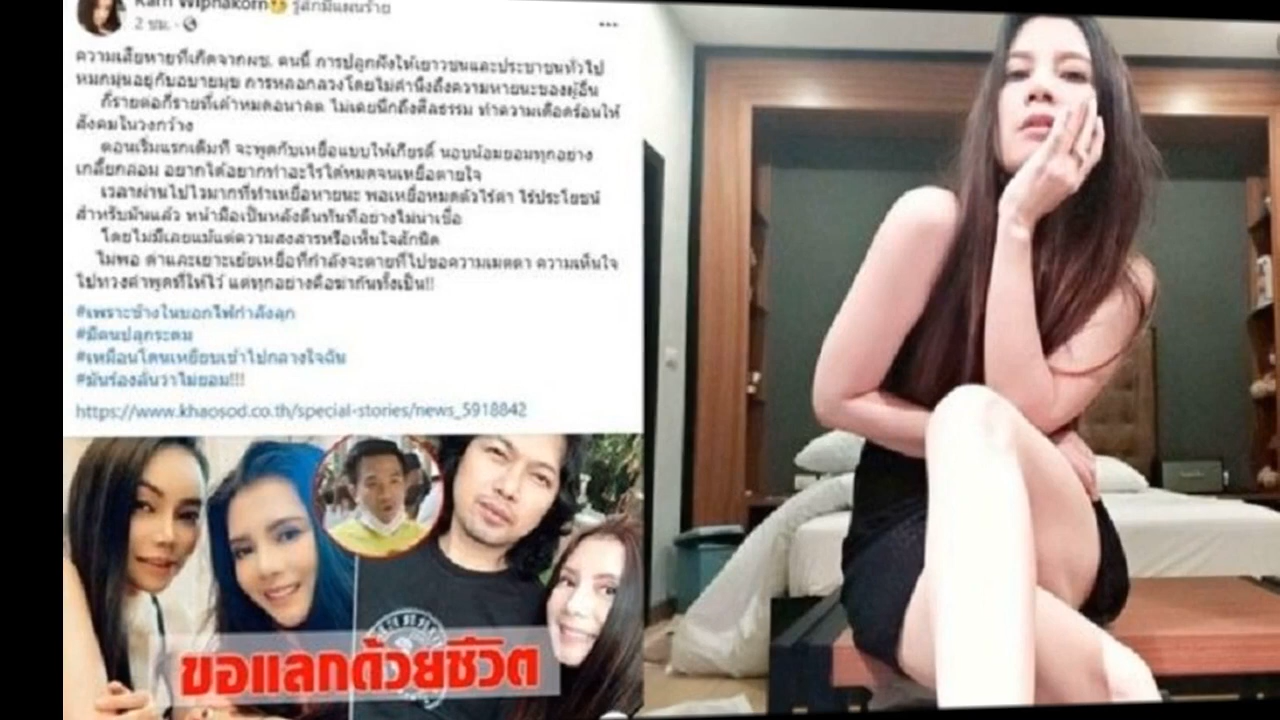 Karn Wiphakorn รู้สึกมีแผนร้าย
2 ชม.
ความเสียหายที่เกิดจากผช. คนนี้ การปลูกฝังให้เยาวชนและประชาชนทั่วไป
หมกมุ่นอยู่กับอบายมุข การหลอกลวงโดยไม่คำนึงถึงความหายนะของผู้อื่น
กี่รายต่อกี่รายที่เค้าหมดอนาคต ไม่เคยนึกถึงศีลธรรม ทำความเดือดร้อนให้
สังคมในวงกว้าง
ตอนเริ่มแรกเดิมที จะพูดกับเหยื่อแบบให้เกียรติ์ นอบน้อมยอมทุกอย่าง
เกลี้ยกล่อม อยากได้อยากทำอะไรได้หมดจนเหยื่อตายใจ
เวลาผ่านไปไวมากที่ทำเหยื่อหายนะ พอเหยื่อหมดตัวไร้ค่า ไร้ประโยชน์
สำหรับมันแล้ว หน้ามือเป็นหลังตีนทันทีอย่างไม่น่าเชื่อ
โดยไม่มีเลยแม้แต่ความสงสารหรือเห็นใจสักนิด
ไม่พอ ด่าและเยาะเย้ยเหยื่อที่กำลังจะตายที่ไปขอความเมตตา ความเห็นใจ
ไปทวงคำพูดที่ให้ไว้ แต่ทุกอย่างคือฆ่ากันทั้งเป็น!!
#เพราะข้างในบอกไฟกำลังลุก
#มีคนปลุกระดม
#เหมือนโดนเหยียบเข้าไปกลางใจฉัน
#มันร้องลั่นว่าไม่ยอม!!!
https://www.khaosod.co.th/special-stories/news_5918842
ขอแลกด้วยชีวิต